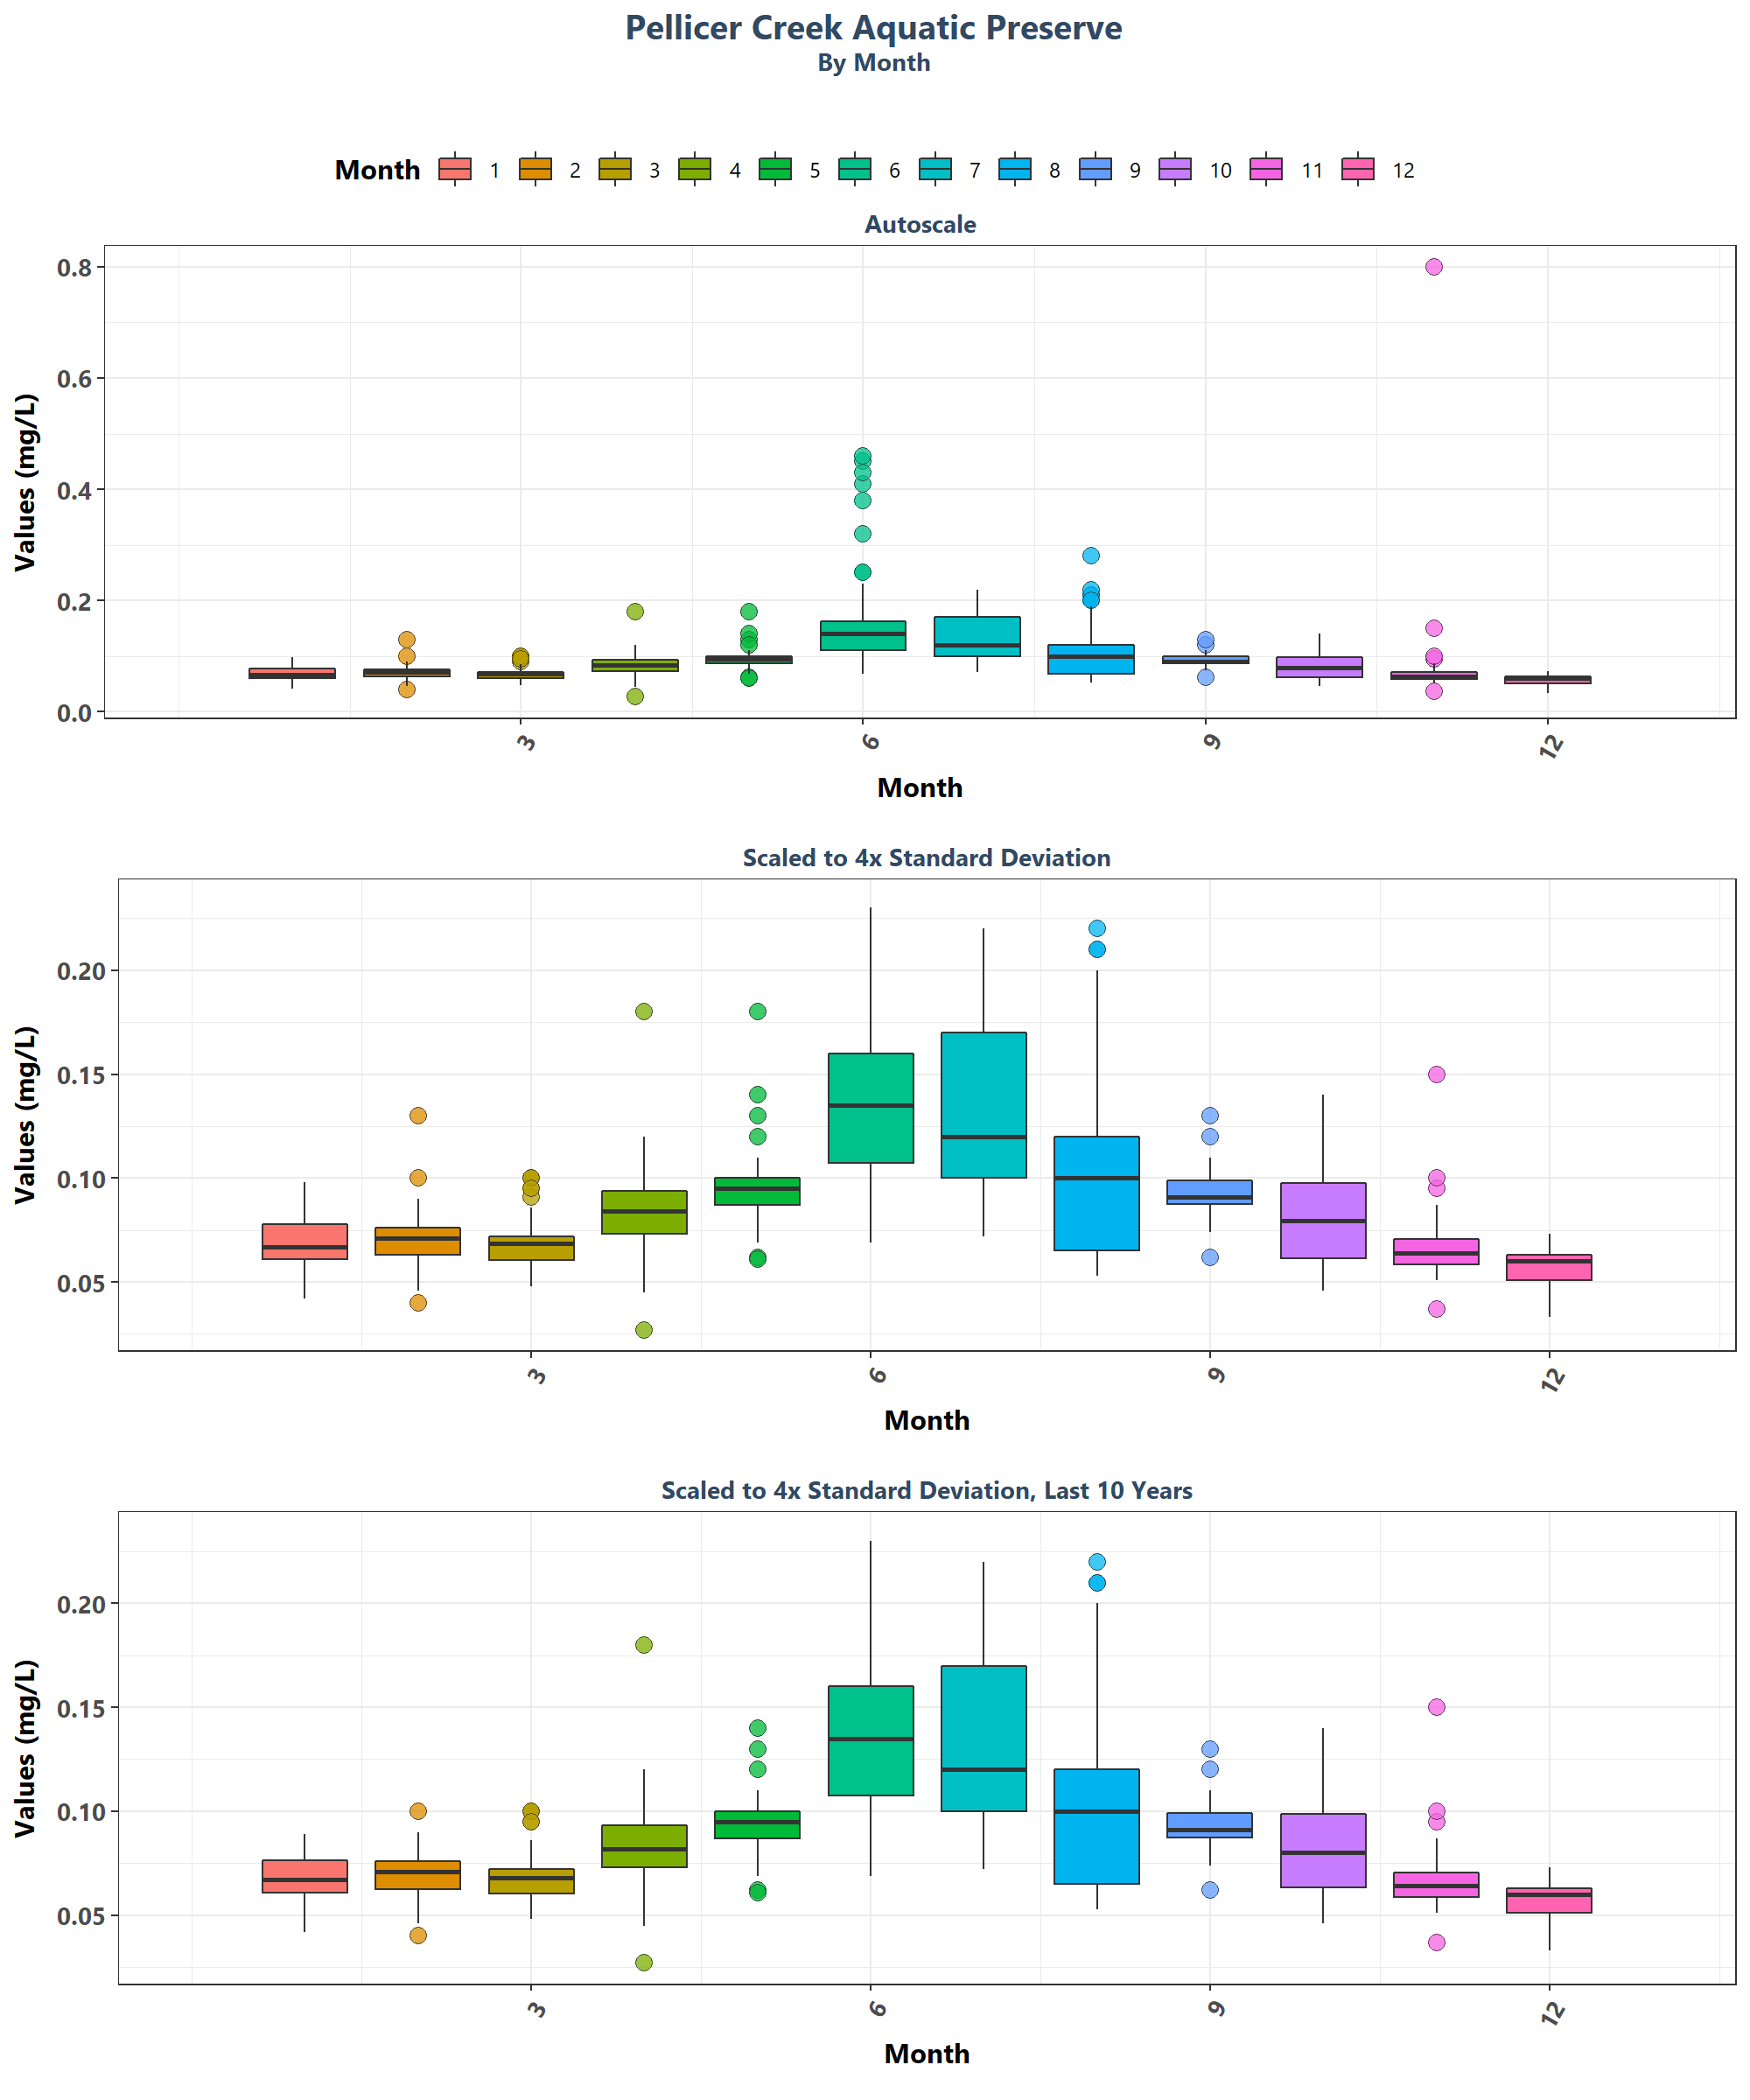 Pellicer Creek Aquatic Preserve
By Month
Month 1 2 3 4 5 6 7 8 9 10 11 12
Autoscale
Values (mg/L)
0.8
0.6
0.4
0.2
0.0
3 6 9 12
Month
Scaled to 4x Standard Deviation
Values (mg/L)
0.20
0.15
0.10
0.05
3 6 9 12
Month
Scaled to 4x Standard Deviation, Last 10 Years
Values (mg/L)
0.20
0.15
0.10
0.05
3 6 9 12
Month